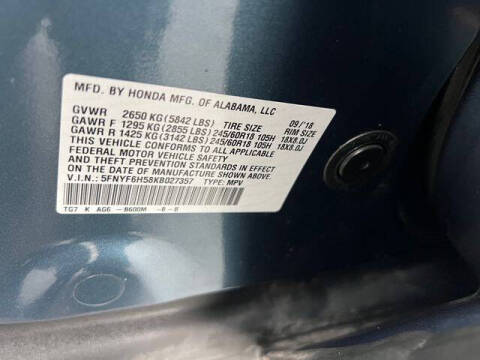 MFD. BY HONDA MFG. OF ALABAMA, LLC
GVWR 2650 KG(5842 LBS) TIRE SIZE 09/'18 RIM SIZE
GAWR F 1295 KG(2855 LBS)245/60R18 105H 18X8.0J
GAWR R 1425 KG(3142 LBS)245/60R18 105H 18X8.0J
THIS VEHICLE CONFORMS TO ALL APPLICABLE
FEDERAL MOTOR VEHICLE SAFETY
AND THEFT PREVENTION STANDARDS IN EFFECT
ON THE DATE OF MANUFACTURE SHOWN ABOVE.
V.I.N.: 5FNYF6H58KB027357 TYPE: MPV
TG7 K AG6 -B600M -B-B